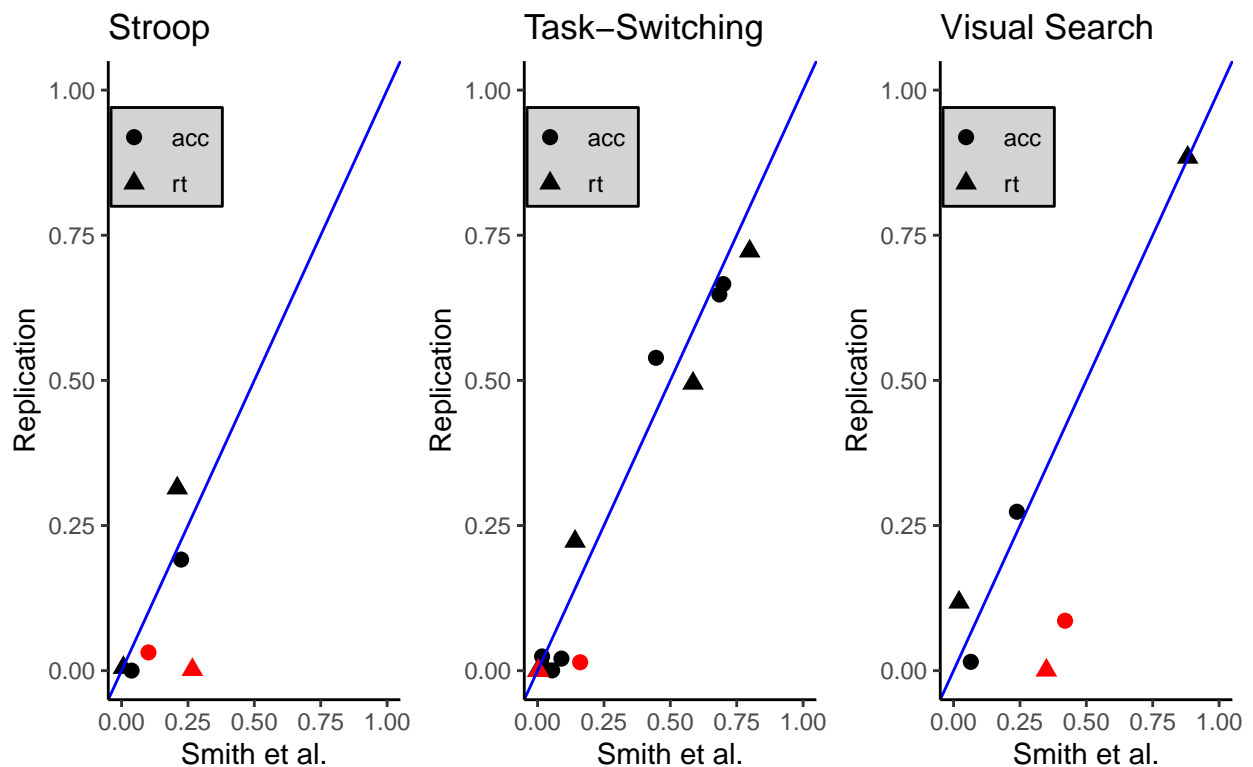 Stroop
1.00
0.75
0.50
0.25
0.00
Replication
acc
rt
0.00 0.25 0.50 0.75 1.00
Smith et al.
Task−Switching
1.00
0.75
0.50
0.25
0.00
Replication
acc
rt
0.00 0.25 0.50 0.75 1.00
Smith et al.
Visual Search
1.00
0.75
0.50
0.25
0.00
Replication
acc
rt
0.00 0.25 0.50 0.75 1.00
Smith et al.